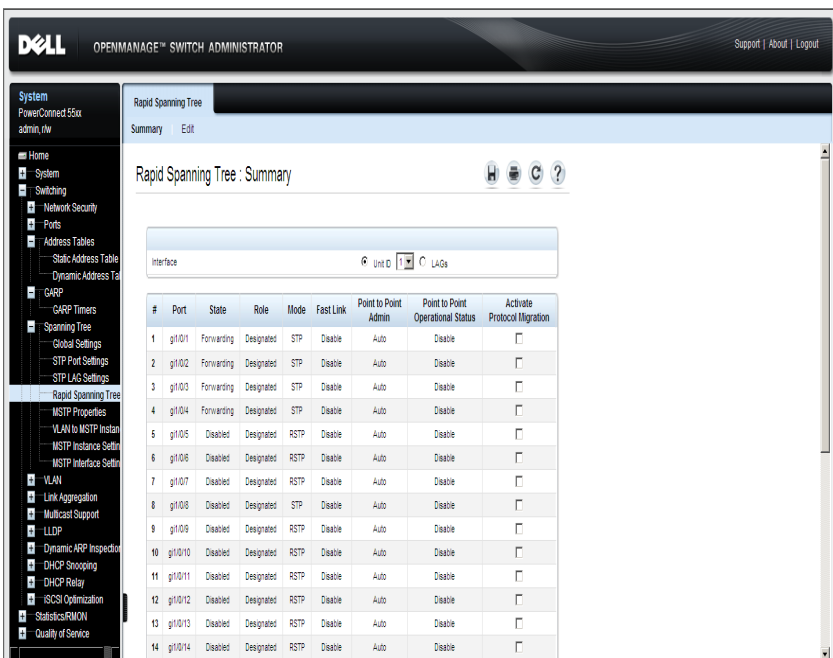 DELL OPENMANAGE™ SWITCH ADMINISTRATOR Support | About | Logout
System
PowerConnect 55xx
admin, r/w
Home
System
Switching
Network Security
Ports
Address Tables
Static Address Table
Dynamic Address Tal
GARP
GARP Timers
Spanning Tree
Global Settings
STP Port Settings
STP LAG Settings
Rapid Spanning Tree
MSTP Properties
VLAN to MSTP Instan
MSTP Instance Settin
MSTP Interface Settin
VLAN
Link Aggregation
Multicast Support
LLDP
Dynamic ARP Inspection
DHCP Snooping
DHCP Relay
iSCSI Optimization
Statistics/RMON
Quality of Service
Rapid Spanning Tree
Summary Edit
Rapid Spanning Tree : Summary
Interface Unit ID 1 LAGs
# Port State Role Mode Fast Link Point to Point Admin Point to Point Operational Status Activate Protocol Migration
1 gi1/0/1 Forwarding Designated STP Disable Auto Disable
2 gi1/0/2 Forwarding Designated STP Disable Auto Disable
3 gi1/0/3 Forwarding Designated STP Disable Auto Disable
4 gi1/0/4 Forwarding Designated STP Disable Auto Disable
5 gi1/0/5 Disabled Designated RSTP Disable Auto Disable
6 gi1/0/6 Disabled Designated RSTP Disable Auto Disable
7 gi1/0/7 Disabled Designated RSTP Disable Auto Disable
8 gi1/0/8 Disabled Designated STP Disable Auto Disable
9 gi1/0/9 Disabled Designated RSTP Disable Auto Disable
10 gi1/0/10 Disabled Designated RSTP Disable Auto Disable
11 gi1/0/11 Disabled Designated RSTP Disable Auto Disable
12 gi1/0/12 Disabled Designated RSTP Disable Auto Disable
13 gi1/0/13 Disabled Designated RSTP Disable Auto Disable
14 gi1/0/14 Disabled Designated RSTP Disable Auto Disable